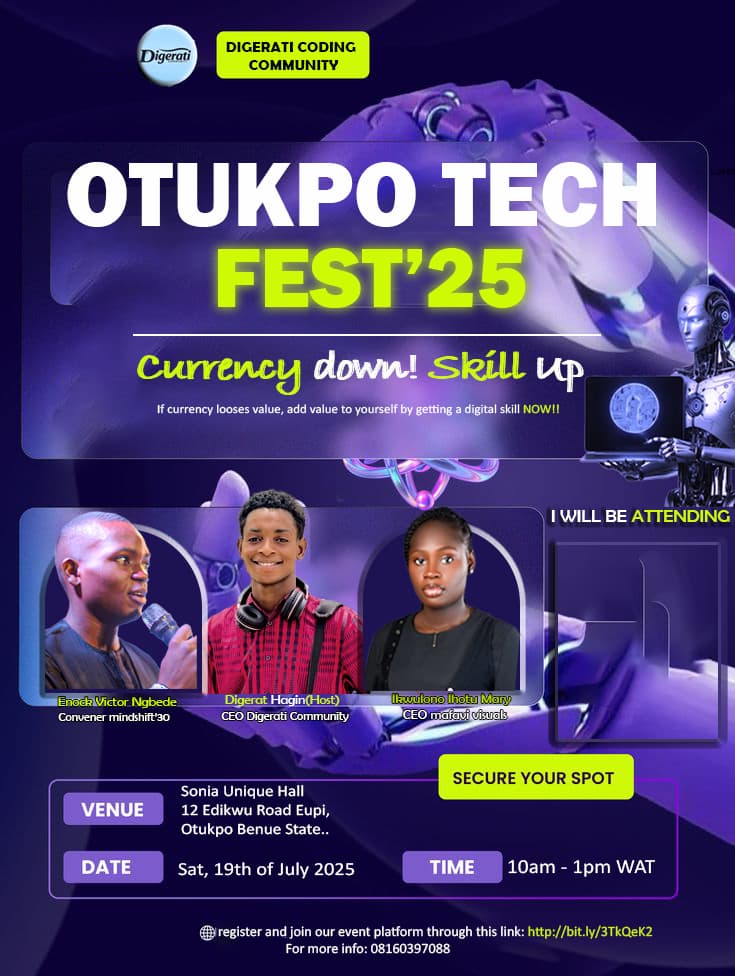 Digerati
DIGERATI CODING
COMMUNITY
OTUKPO TECH
FEST’25
Currency down! Skill Up
If currency looses value, add value to yourself by getting a digital skill NOW!!
I WILL BE ATTENDING
Enock Victor Ngbede
Convener mindshift'30
Digerat Hagin(Host)
CEO Digerati Community
Ikwulono Ihotu Mary
CEO mafavi visuals
SECURE YOUR SPOT
VENUE
Sonia Unique Hall
12 Edikwu Road Eupi,
Otukpo Benue State..
DATE
Sat, 19th of July 2025
TIME
10am - 1pm WAT
register and join our event platform through this link: http://bit.ly/3TkQeK2
For more info: 08160397088